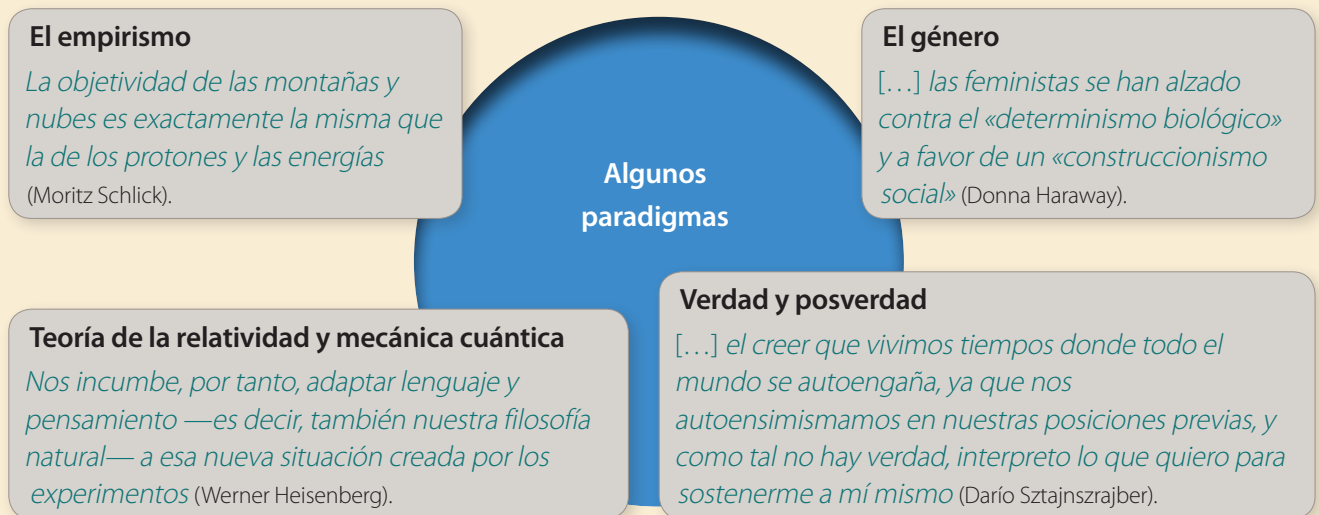 El empirismo
La objetividad de las montañas y
nubes es exactamente la misma que
la de los protones y las energías
(Moritz Schlick).
El género
[…] las feministas se han alzado
contra el «determinismo biológico»
y a favor de un «construccionismo
social» (Donna Haraway).
Algunos
paradigmas
Teoría de la relatividad y mecánica cuántica
Nos incumbe, por tanto, adaptar lenguaje y
pensamiento —es decir, también nuestra filosofía
natural— a esa nueva situación creada por los
experimentos (Werner Heisenberg).
Verdad y posverdad
[…] el creer que vivimos tiempos donde todo el
mundo se autoengaña, ya que nos
autoensimismamos en nuestras posiciones previas, y
como tal no hay verdad, interpreto lo que quiero para
sostenerme a mí mismo (Darío Sztajnszrajber).